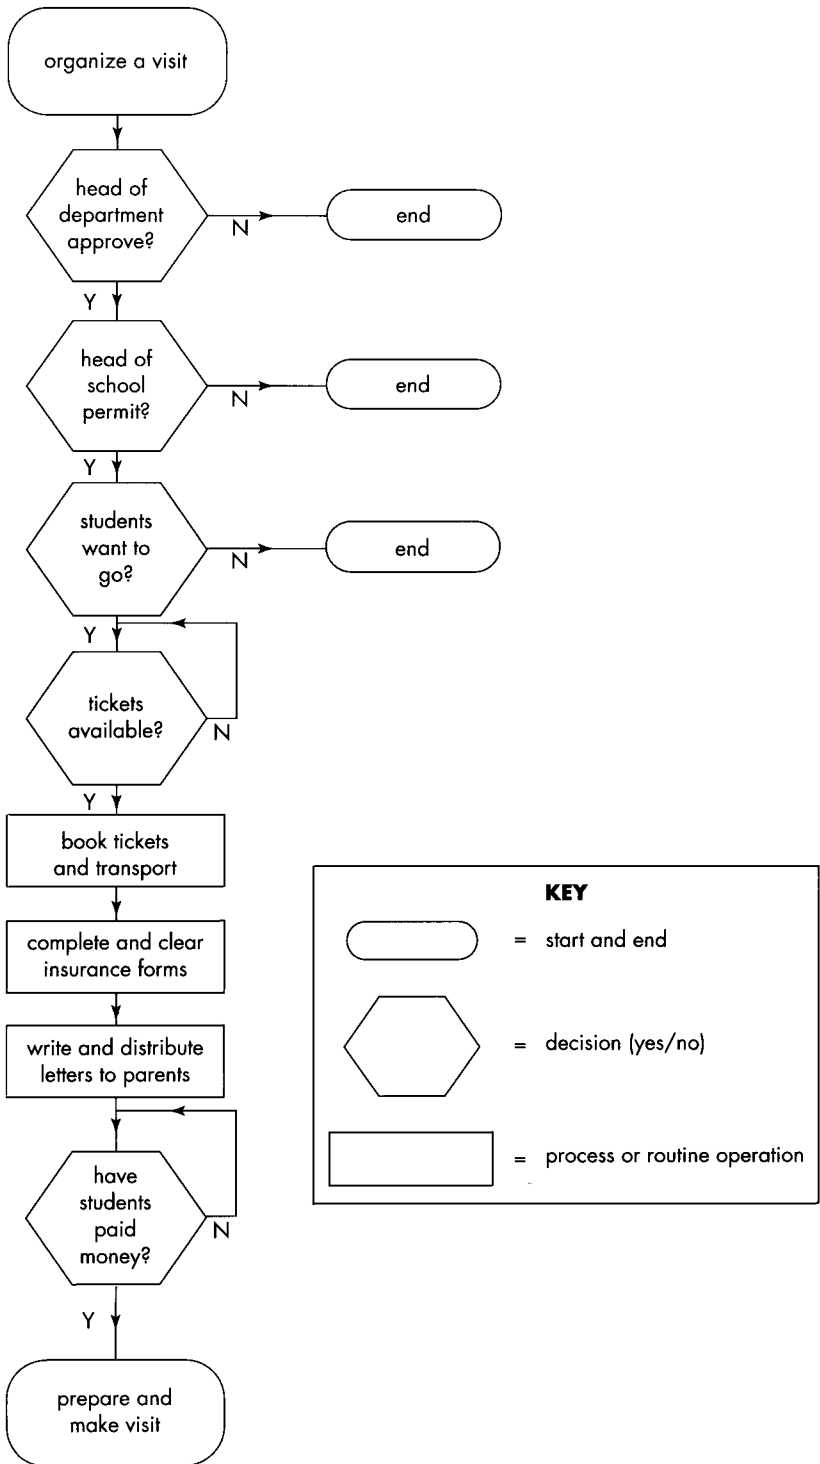 organize a visit
head of
department
approve?
N
end
Y
head of
school
permit?
N
end
Y
students
want to
go?
N
end
Y
tickets
available?
N
Y
book tickets
and transport
complete and clear
insurance forms
write and distribute
letters to parents
have
students
paid
money?
N
Y
prepare and
make visit
KEY
= start and end
= decision (yes/no)
= process or routine operation